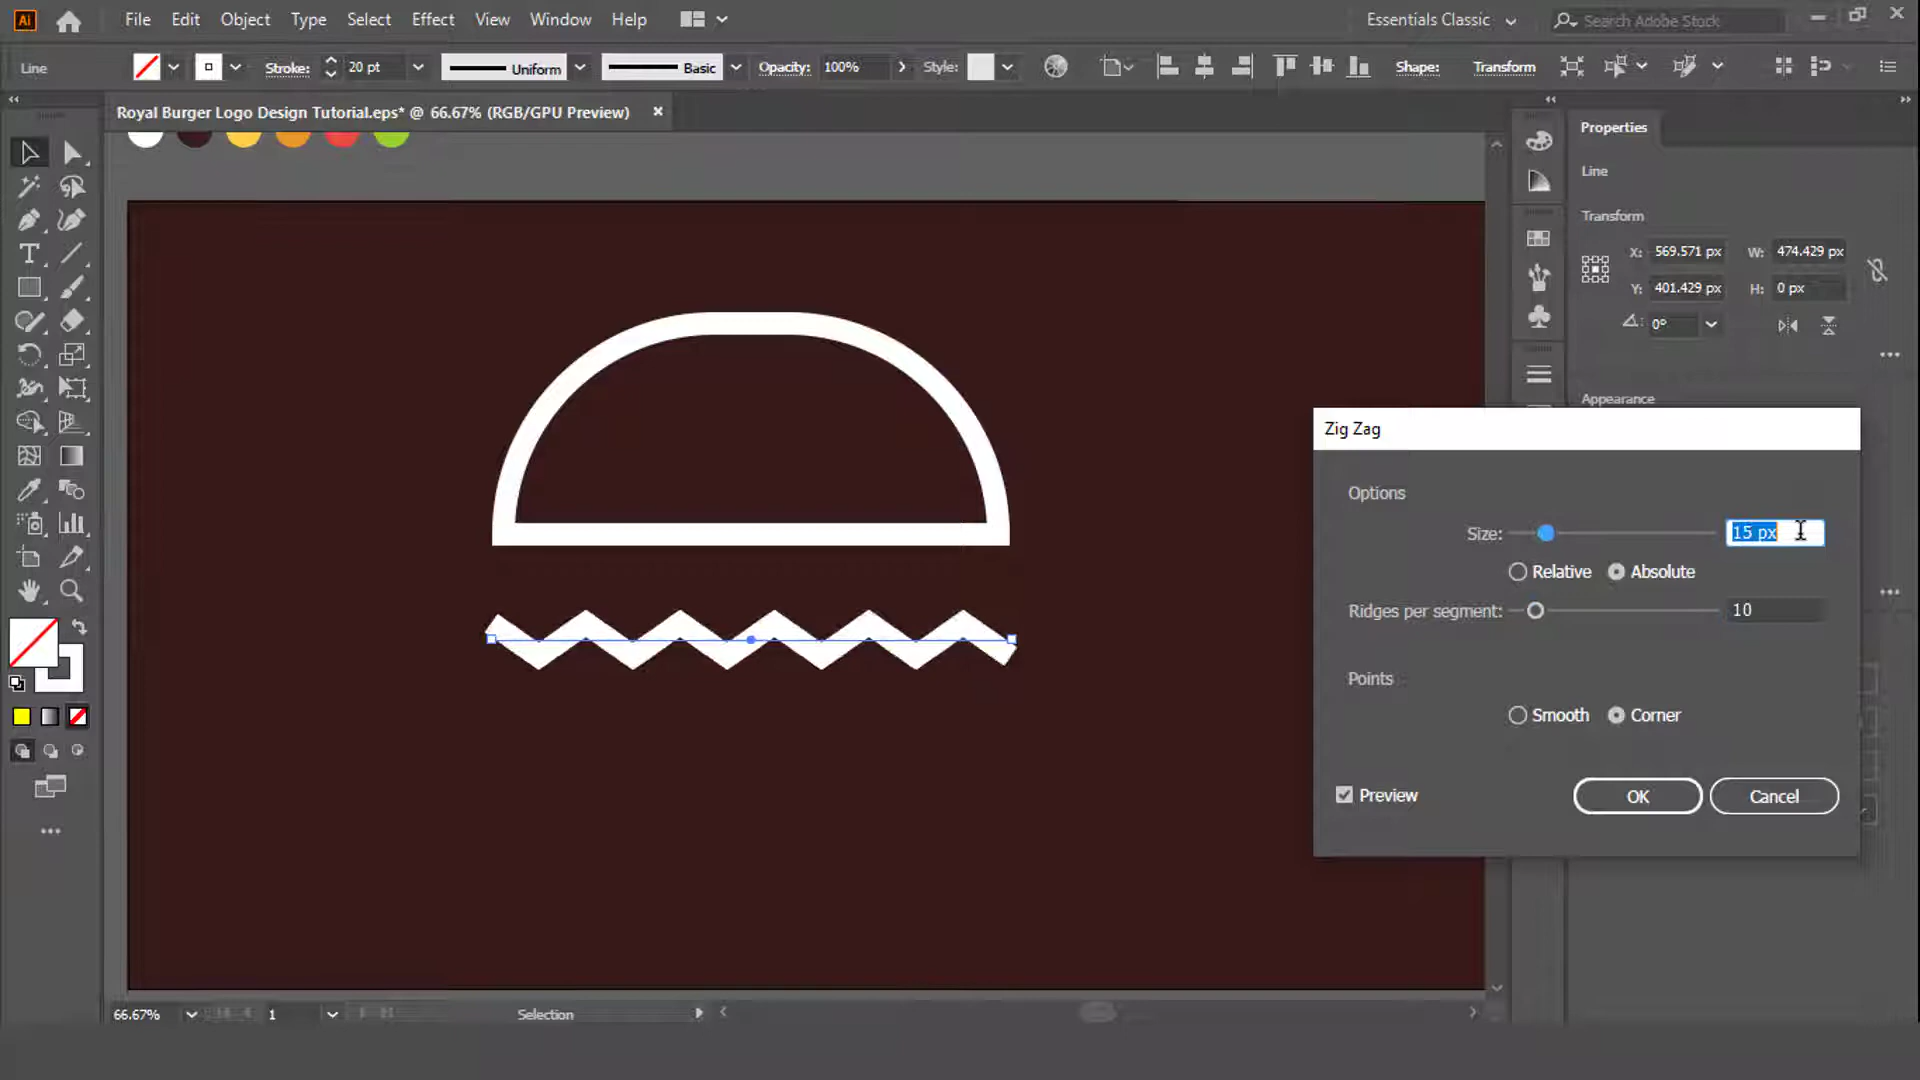 Ai File Edit Object Type Select Effect View Window Help Essentials Classic Search Adobe Stock
Line Stroke: 20 pt Uniform Basic Opacity: 100% Style: Shape: Transform
Royal Burger Logo Design Tutorial.eps* @ 66.67% (RGB/GPU Preview) ×
Properties
Line
Transform
X: 569.571 px W: 474.429 px
Y: 401.429 px H: 0 px
0°
Appearance
Zig Zag
Options
Size: 15 px
Relative Absolute
Ridges per segment: 10
Points
Smooth Corner
Preview OK Cancel
66.67% 1 Selection